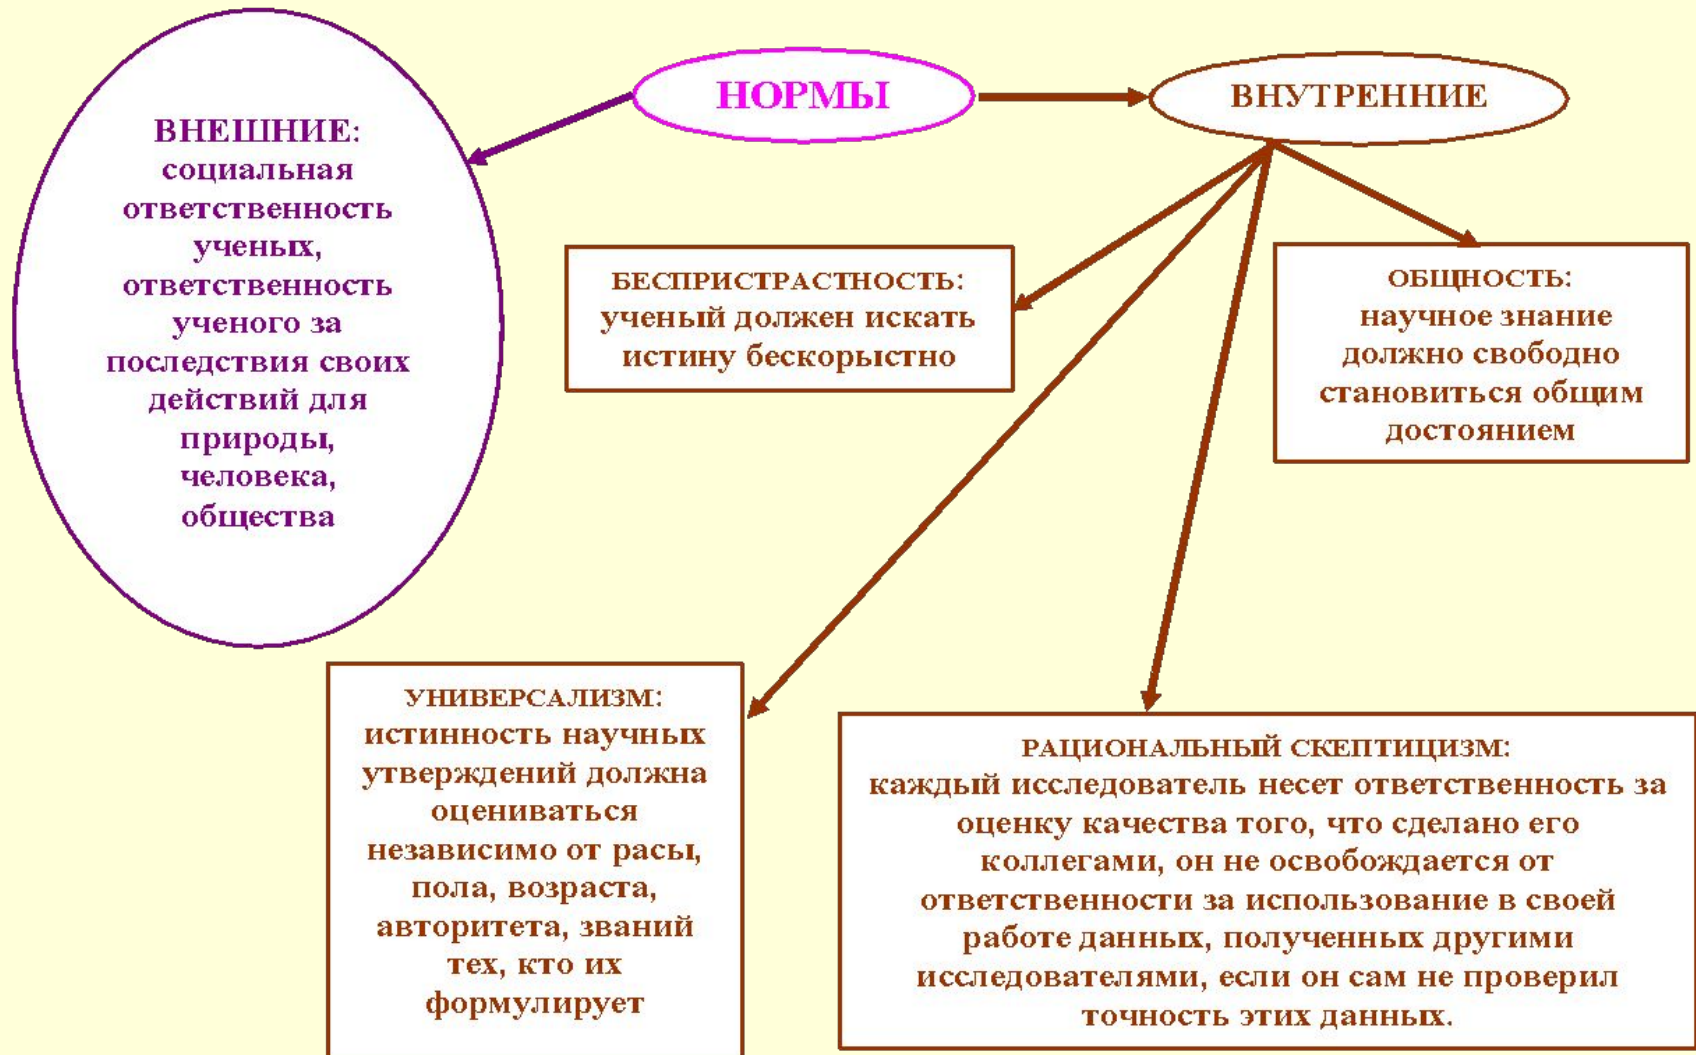 НОРМЫ
ВНЕШНИЕ:
социальная
ответственность
ученых,
ответственность
ученого за
последствия своих
действий для
природы,
человека,
общества
ВНУТРЕННИЕ
БЕСПРИСТРАСТНОСТЬ:
ученый должен искать
истину бескорыстно
ОБЩНОСТЬ:
научное знание
должно свободно
становиться общим
достоянием
УНИВЕРСАЛИЗМ:
истинность научных
утверждений должна
оцениваться
независимо от расы,
пола, возраста,
авторитета, званий
тех, кто их
формулирует
РАЦИОНАЛЬНЫЙ СКЕПТИЦИЗМ:
каждый исследователь несет ответственность за
оценку качества того, что сделано его
коллегами, он не освобождается от
ответственности за использование в своей
работе данных, полученных другими
исследователями, если он сам не проверил
точность этих данных.